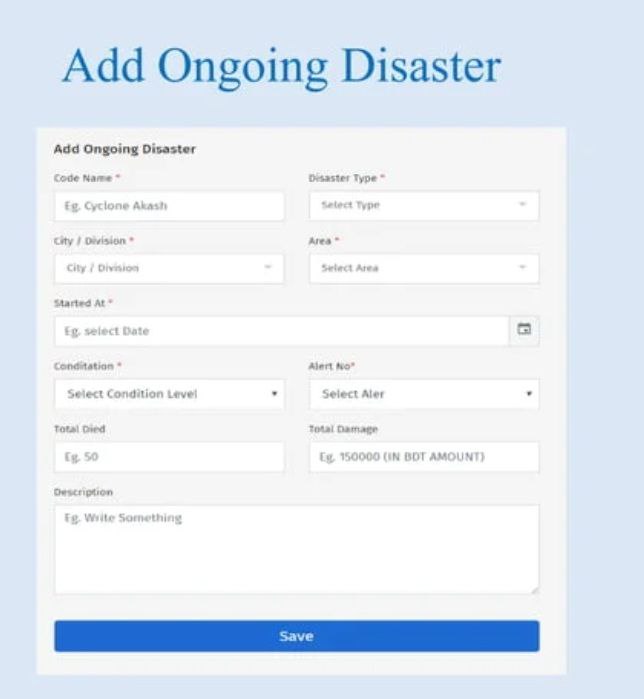 Add Ongoing Disaster
Add Ongoing Disaster
Code Name *
Disaster Type *
Eg. Cyclone Akash
Select Type
City / Division *
Area *
City / Division
Select Area
Started At *
Eg. select Date
Conditation *
Alert No*
Select Condition Level
Select Aler
Total Died
Total Damage
Eg. 50
Eg. 150000 (IN BDT AMOUNT)
Description
Eg. Write Something
Save